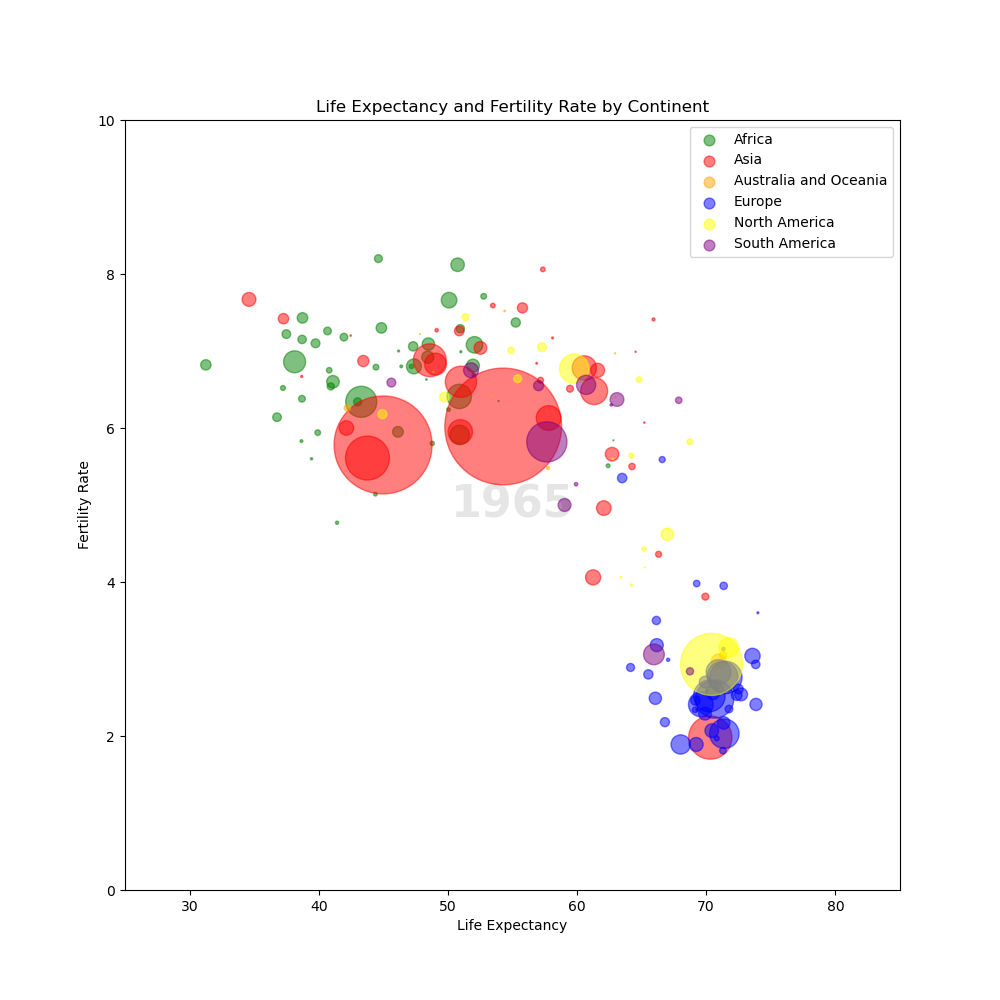 Life Expectancy and Fertility Rate by Continent
Africa
Asia
Australia and Oceania
Europe
North America
South America
10
8
6
4
2
0
Fertility Rate
1965
30 40 50 60 70 80
Life Expectancy